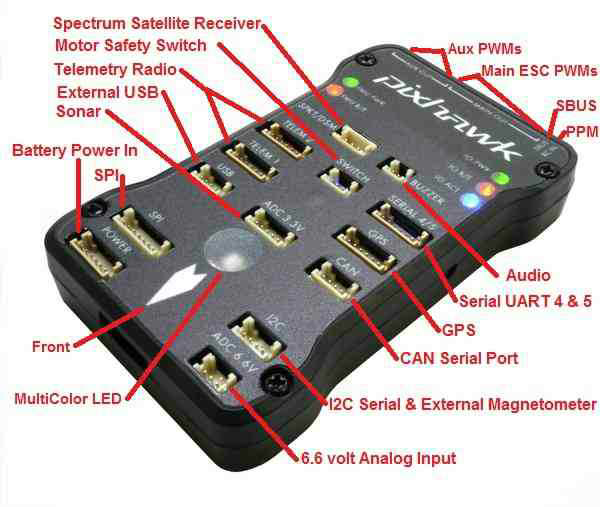 Spectrum Satellite Receiver
Motor Safety Switch
Telemetry Radio
External USB
Sonar
Battery Power In
SPI
Aux PWMs
Main ESC PWMs
SBUS
PPM
pixhawk
SPKT/DSM
TELEM
TELEM
USB
SPI
POWER
SWITCH
ADC 3.3V
BUZZER
SERIAL 4/5
GPS
CAN
I2C
ADC 6.6V
Audio
Serial UART 4 & 5
GPS
CAN Serial Port
Front
MultiColor LED
I2C Serial & External Magnetometer
6.6 volt Analog Input